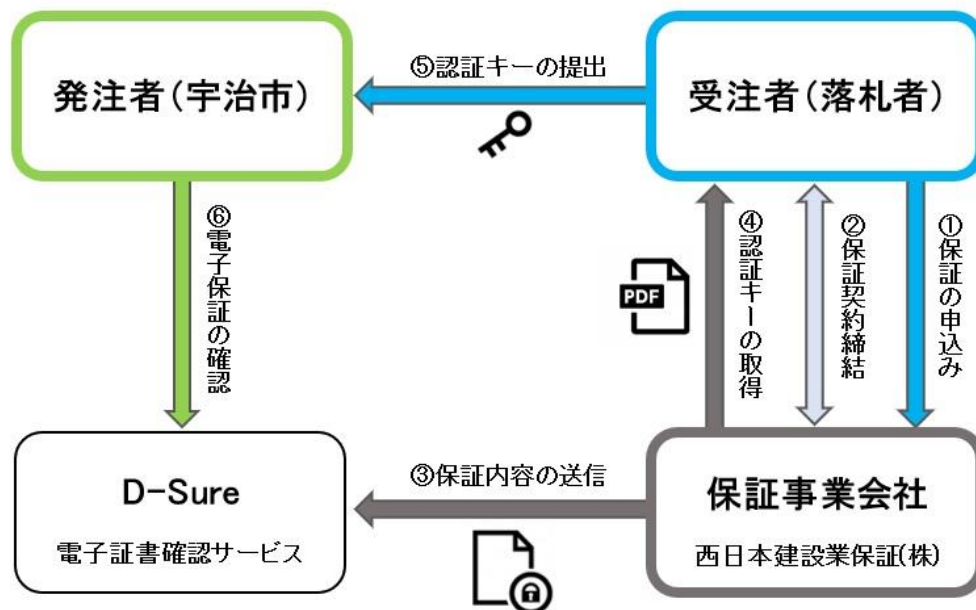 発注者（宇治市）
⑤認証キーの提出
受注者（落札者）
⑥電子保証の確認
④認証キーの取得
②保証契約締結
①保証の申込み
PDF
D-Sure
電子証書確認サービス
③保証内容の送信
保証事業会社
西日本建設業保証(株)